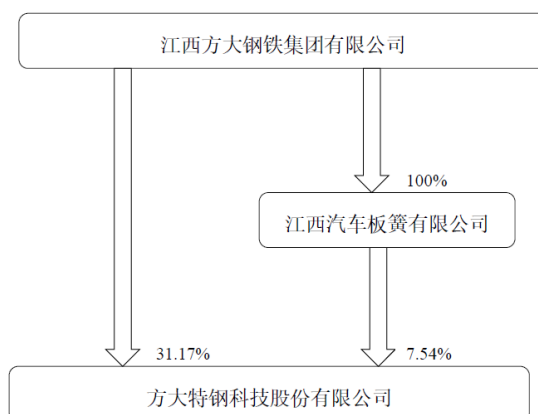 江西方大钢铁集团有限公司
100%
江西汽车板簧有限公司
31.17%
7.54%
方大特钢科技股份有限公司